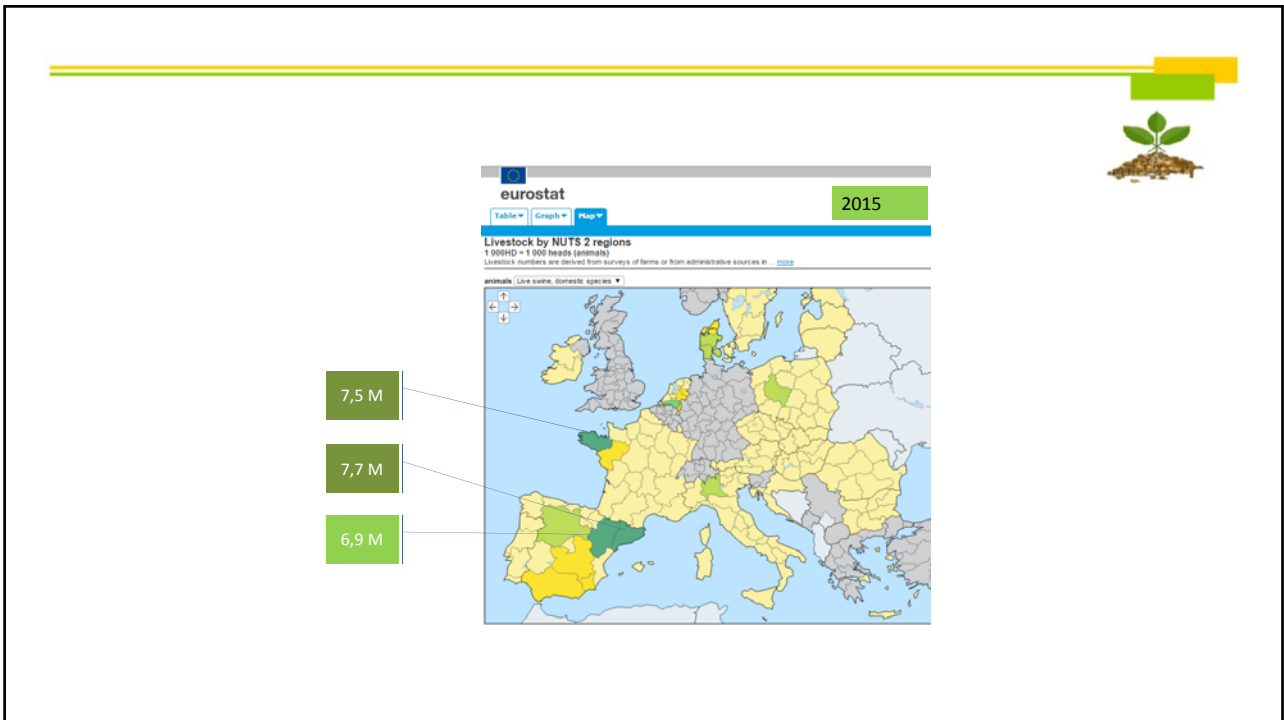 eurostat
2015
Table Graph Map
Livestock by NUTS 2 regions
1 000HD = 1 000 heads (animals)
Livestock numbers are derived from surveys of farms or from administrative sources in ... more
animals Live swine, domestic species
7,5 M
7,7 M
6,9 M